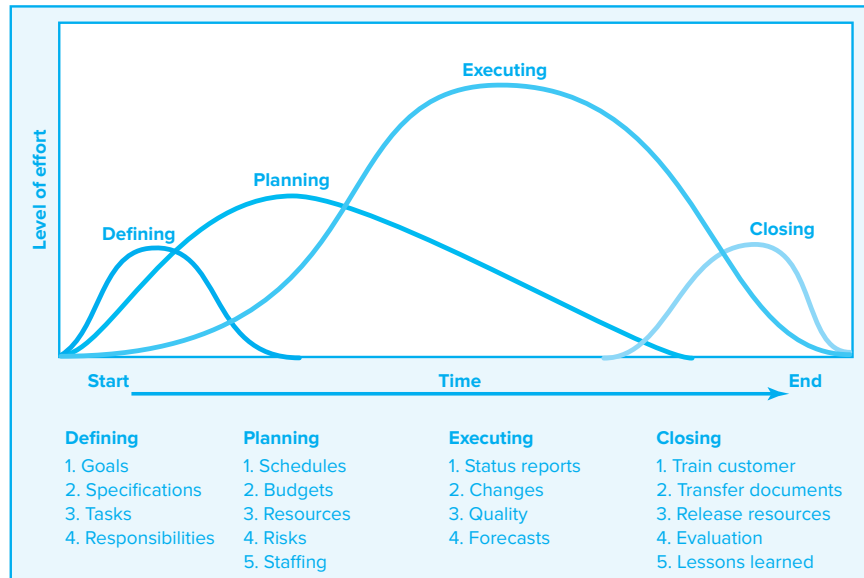 Executing
Planning
Defining
Closing
Level of effort
Start
Time
End
Defining
1. Goals
2. Specifications
3. Tasks
4. Responsibilities
Planning
1. Schedules
2. Budgets
3. Resources
4. Risks
5. Staffing
Executing
1. Status reports
2. Changes
3. Quality
4. Forecasts
Closing
1. Train customer
2. Transfer documents
3. Release resources
4. Evaluation
5. Lessons learned